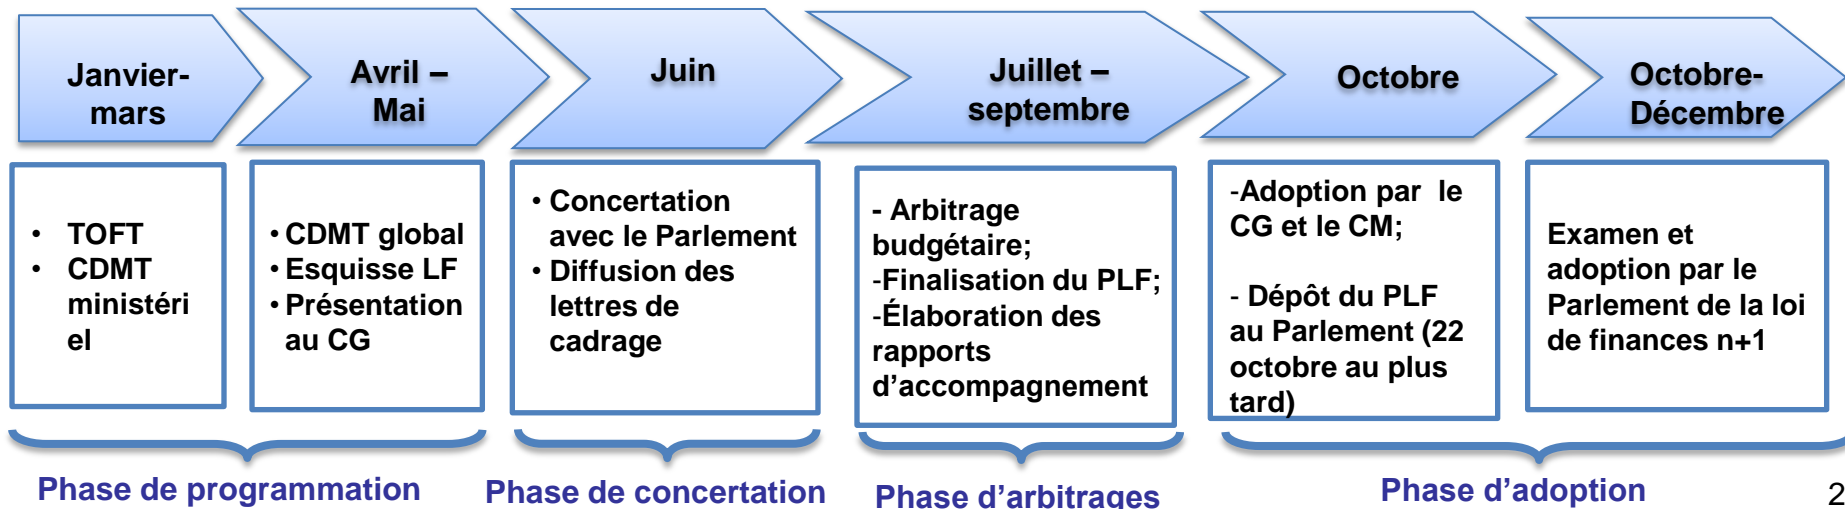 Janvier-
mars
Avril –
Mai
Juin
Juillet –
septembre
Octobre
Octobre-
Décembre
• TOFT
• CDMT
ministéri
el
• CDMT global
• Esquisse LF
• Présentation
au CG
• Concertation
avec le Parlement
• Diffusion des
lettres de
cadrage
- Arbitrage
budgétaire;
-Finalisation du PLF;
-Élaboration des
rapports
d’accompagnement
-Adoption par le
CG et le CM;
- Dépôt du PLF
au Parlement (22
octobre au plus
tard)
Examen et
adoption par le
Parlement de la loi
de finances n+1
Phase de programmation
Phase de concertation
Phase d’arbitrages
Phase d’adoption
2